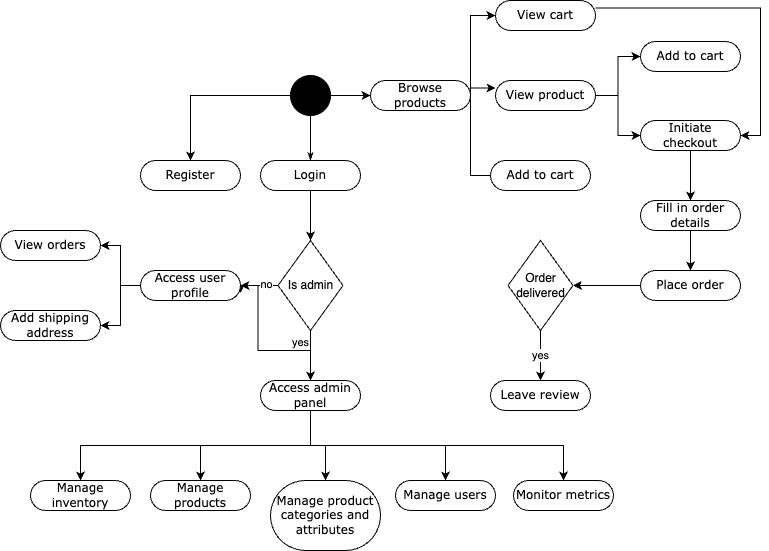 View cart
Add to cart
Browse
products
View product
Initiate
checkout
Register
Login
Add to cart
Fill in order
details
View orders
Access user
profile
no
Is admin
Order
delivered
Place order
Add shipping
address
yes
yes
Access admin
panel
Leave review
Manage
inventory
Manage
products
Manage product
categories and
attributes
Manage users
Monitor metrics